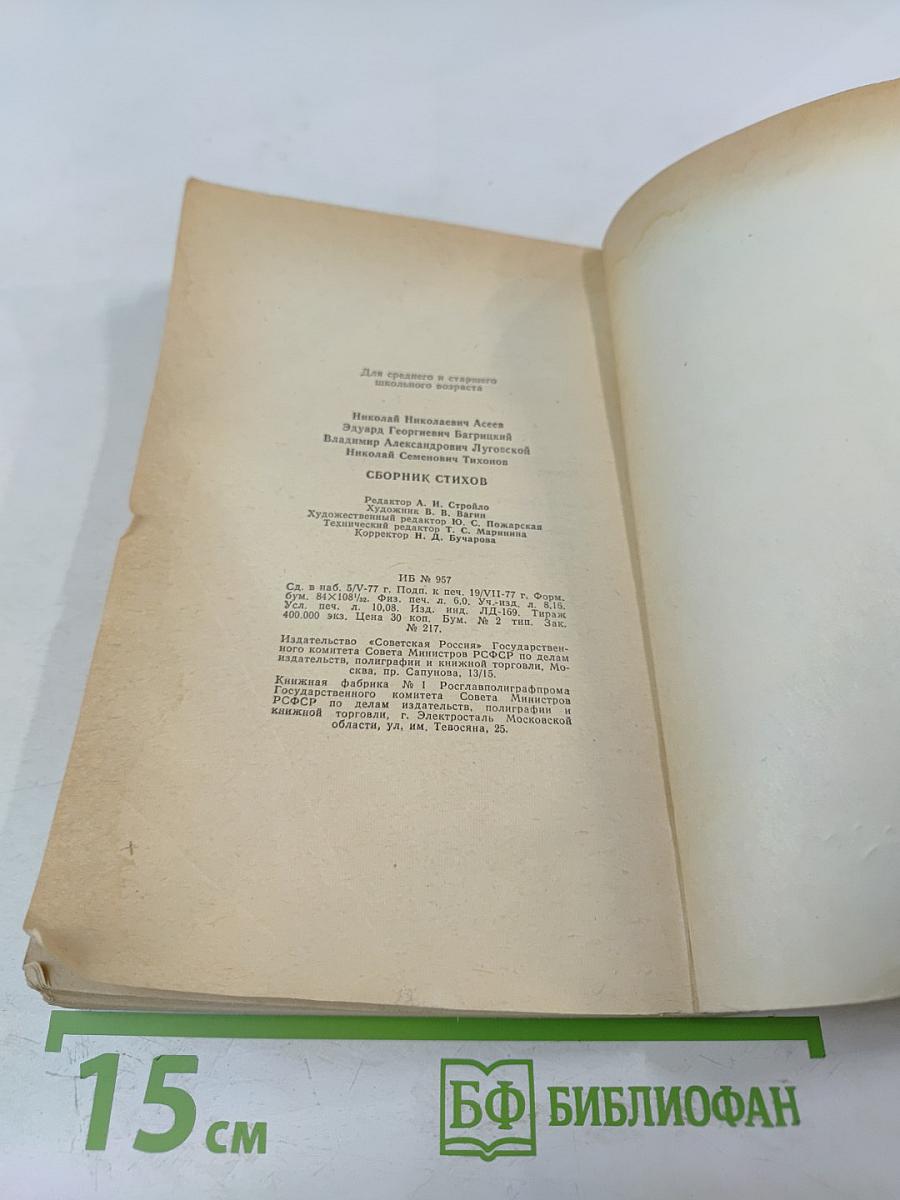 Для среднего и старшего
школьного возраста
Николай Николаевич Асеев
Эдуард Георгиевич Багрицкий
Владимир Александрович Луговской
Николай Семенович Тихонов
СБОРНИК СТИХОВ
Редактор А. И. Стройло
Художник В. В. Вагин
Художественный редактор Ю. С. Пожарская
Технический редактор Т. С. Маринина
Корректор Н. Д. Бучарова
ИБ № 957
Сд. в наб. 5/V-77 г. Подп. к печ. 19/VII-77 г. Форм.
бум. 84×108¹/₃₂. Физ. печ. л. 6,0. Уч.-изд. л. 8,16.
Усл. печ. л. 10,08. Изд. инд. ЛД-169. Тираж
400.000 экз. Цена 30 коп. Бум. № 2 тип. Зак.
№ 217.
Издательство «Советская Россия» Государствен-
ного комитета Совета Министров РСФСР по делам
издательств, полиграфии и книжной торговли, Мо-
сква, пр. Сапунова, 13/15.
Книжная фабрика № 1 Росглавполиграфпрома
Государственного комитета Совета Министров
РСФСР по делам издательств, полиграфии и
книжной торговли, г. Электросталь Московской
области, ул, им. Тевосяна, 25.
15 см
БФ БИБЛИОФАН